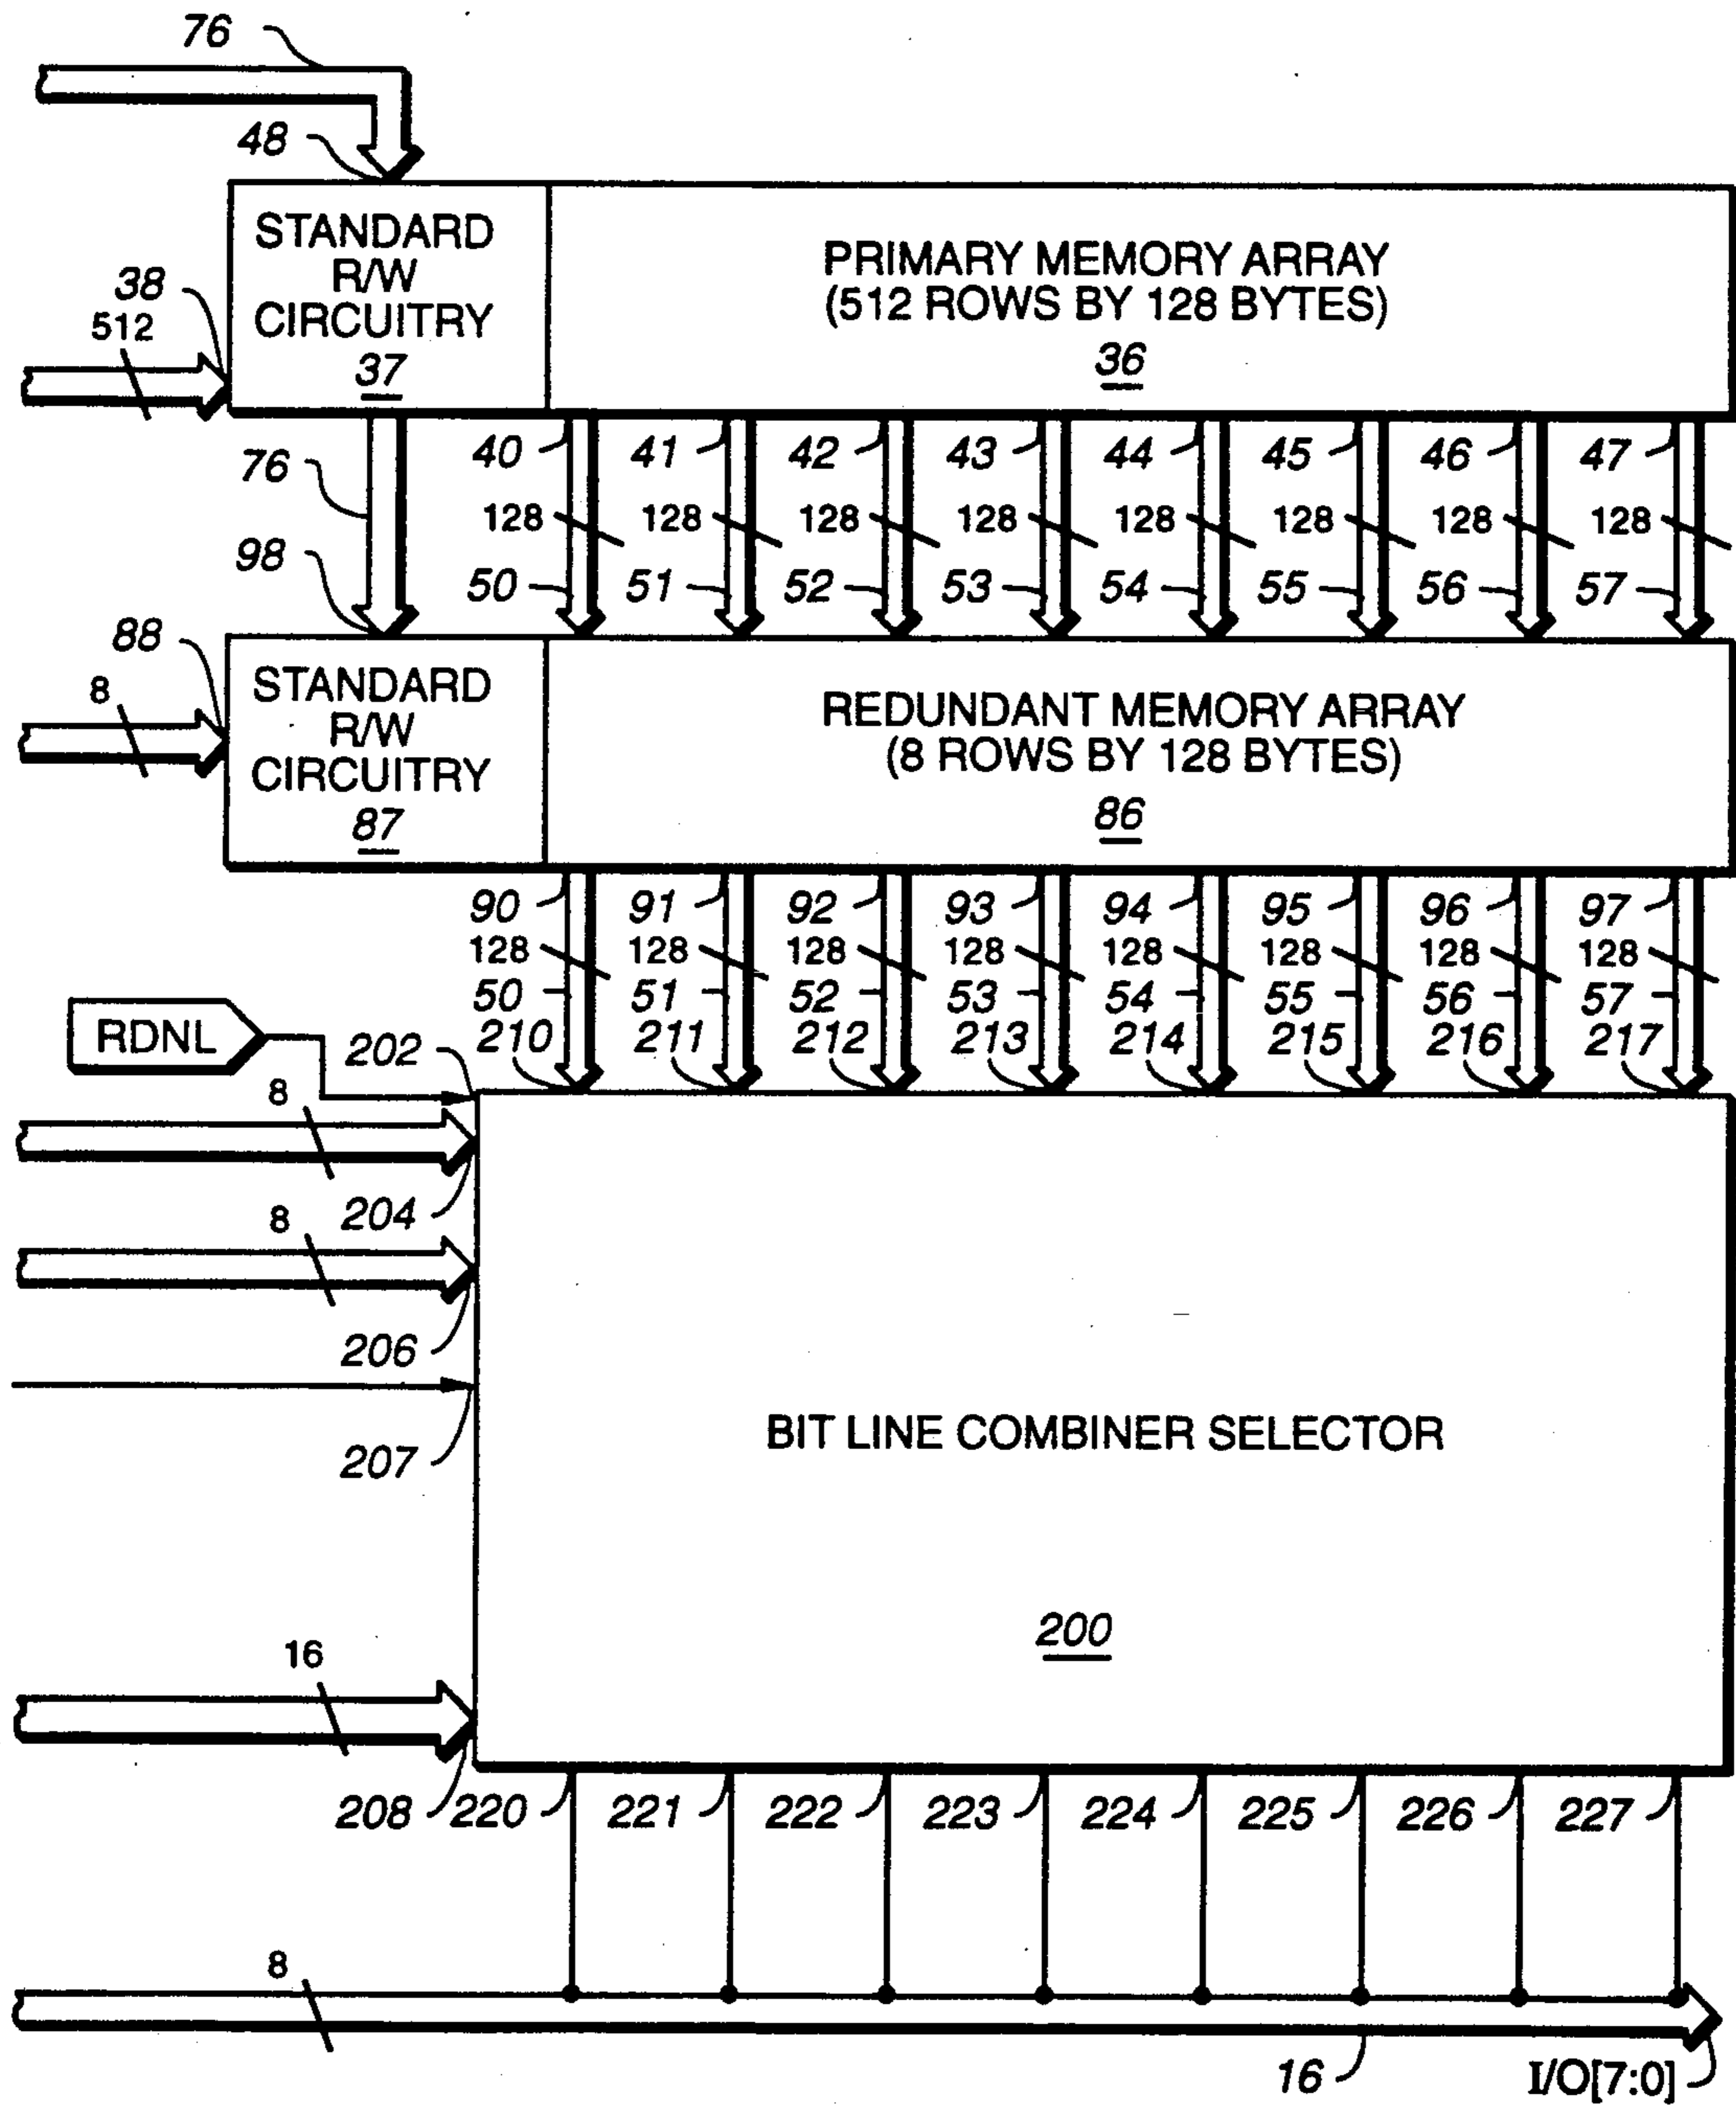 76
48
STANDARD
R/W
CIRCUITRY
37
PRIMARY MEMORY ARRAY
(512 ROWS BY 128 BYTES)
36
38
512
76
40 41 42 43 44 45 46 47
128 128 128 128 128 128 128 128
98
50 51 52 53 54 55 56 57
88
8
STANDARD
R/W
CIRCUITRY
87
REDUNDANT MEMORY ARRAY
(8 ROWS BY 128 BYTES)
86
90 91 92 93 94 95 96 97
128 128 128 128 128 128 128 128
50 51 52 53 54 55 56 57
RDNL
202
210 211 212 213 214 215 216 217
8
204
8
206
207
BIT LINE COMBINER SELECTOR
200
16
208
220 221 222 223 224 225 226 227
8
16
I/O[7:0]